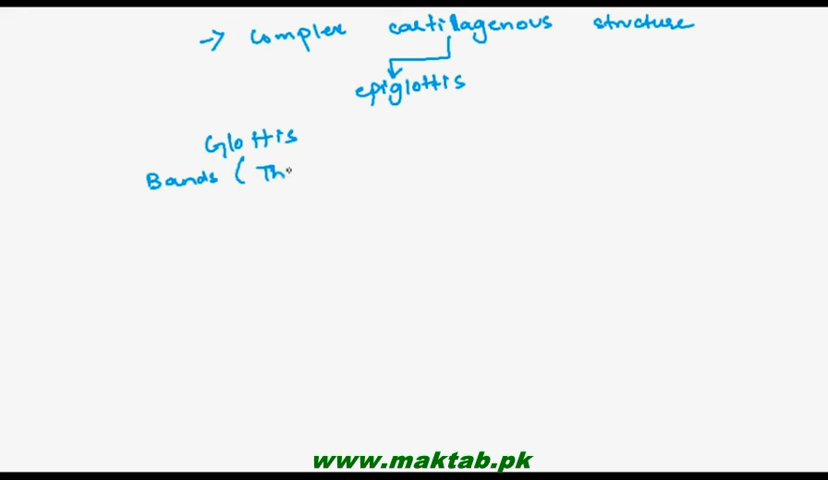 -> complex cartilagenous structure
epiglottis
Glottis
Bands ( Th
www.maktab.pk